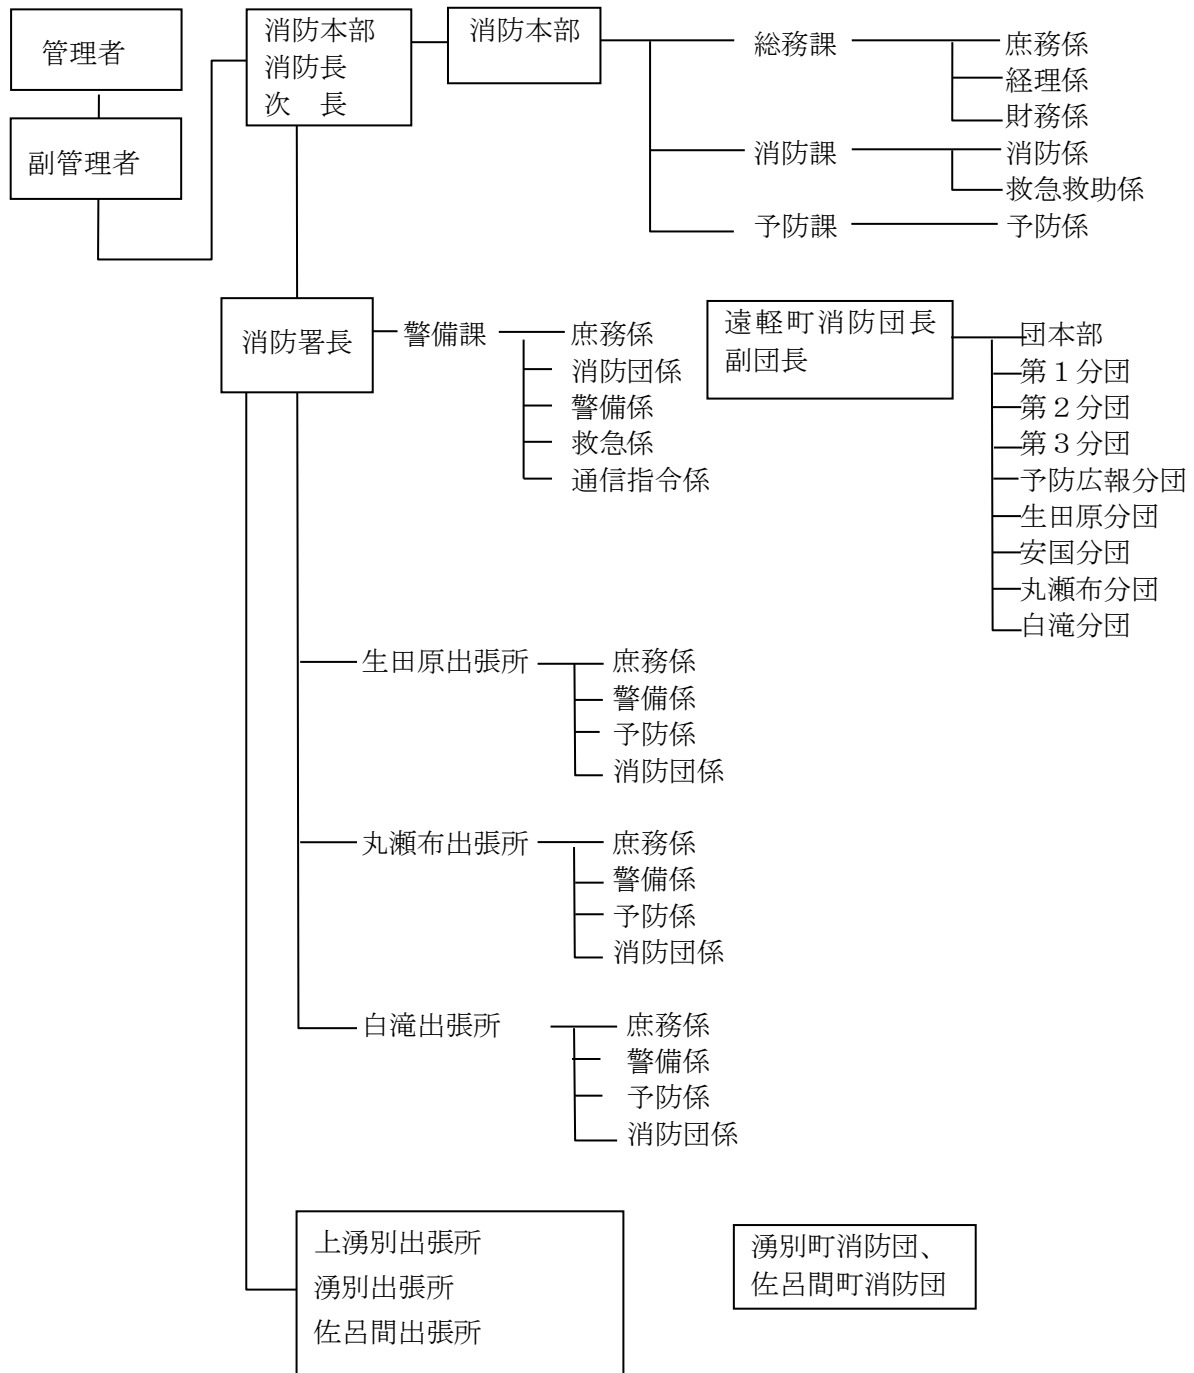 管理者
副管理者
消防本部
消防長
次　長
消防本部
総務課
庶務係
経理係
財務係
消防課
消防係
救急救助係
予防課
予防係
消防署長
警備課
庶務係
消防団係
警備係
救急係
通信指令係
遠軽町消防団長
副団長
団本部
第１分団
第２分団
第３分団
予防広報分団
生田原分団
安国分団
丸瀬布分団
白滝分団
生田原出張所
庶務係
警備係
予防係
消防団係
丸瀬布出張所
庶務係
警備係
予防係
消防団係
白滝出張所
庶務係
警備係
予防係
消防団係
上湧別出張所
湧別出張所
佐呂間出張所
湧別町消防団、
佐呂間町消防団